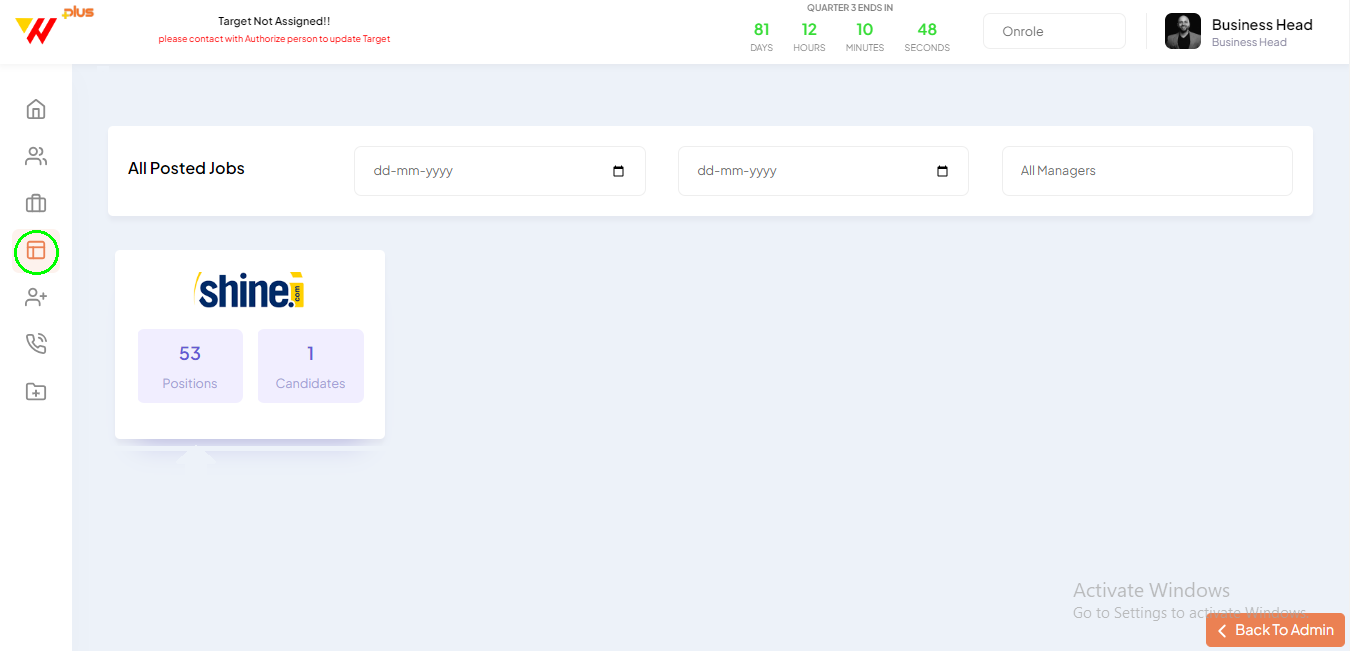 plus
Target Not Assigned!!
please contact with Authorize person to update Target
QUARTER 3 ENDS IN
81 12 10 48
DAYS HOURS MINUTES SECONDS
Onrole
Business Head
Business Head
All Posted Jobs
dd-mm-yyyy
dd-mm-yyyy
All Managers
shine.com
53
Positions
1
Candidates
Activate Windows
Go to Settings to activate Windows.
Back To Admin